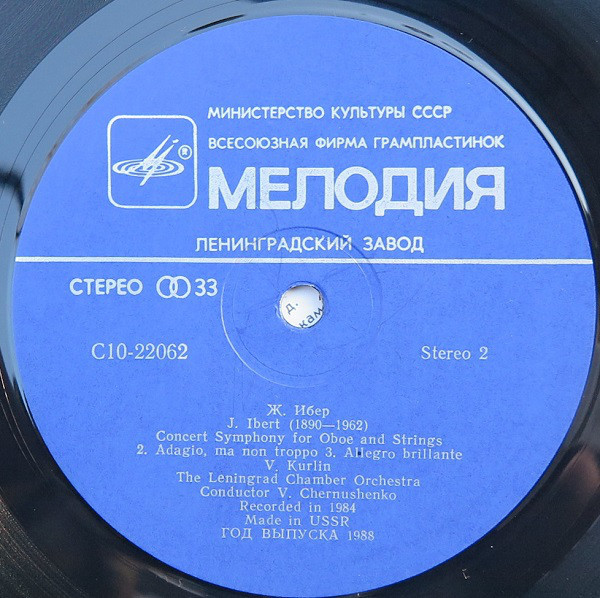 МИНИСТЕРСТВО КУЛЬТУРЫ СССР
ВСЕСОЮЗНАЯ ФИРМА ГРАМПЛАСТИНОК
®
МЕЛОДИЯ
ЛЕНИНГРАДСКИЙ ЗАВОД
СТЕРЕО 33
д.
кам
С10-22062
Stereo 2
Ж. Ибер
J. Ibert (1890—1962)
Concert Symphony for Oboe and Strings
2. Adagio, ma non troppo 3. Allegro brillante
V. Kurlin
The Leningrad Chamber Orchestra
Conductor V. Chernushenko
Recorded in 1984
Made in USSR
ГОД ВЫПУСКА 1988